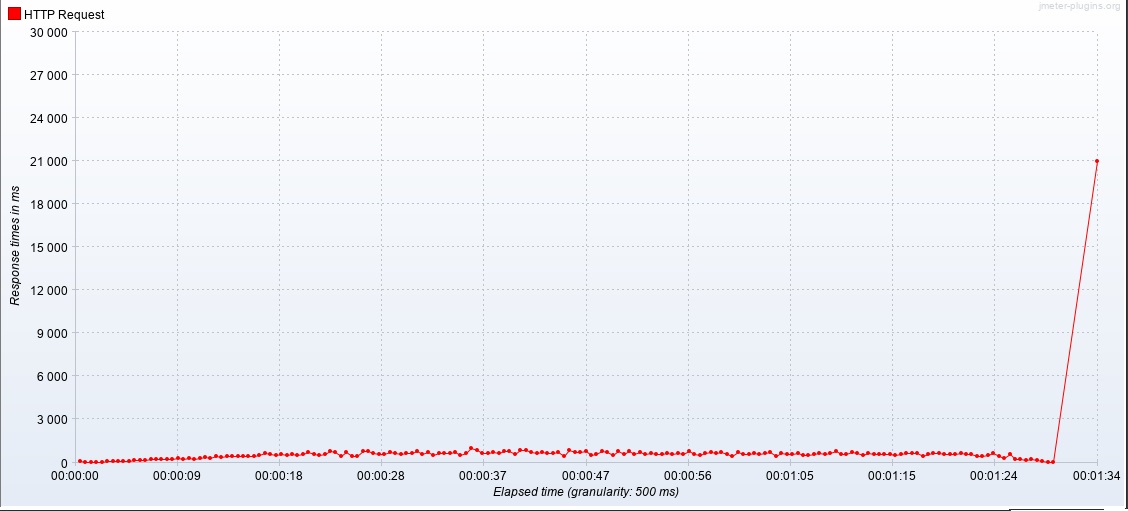 jmeter-plugins.org
HTTP Request
30 000
27 000
24 000
21 000
18 000
15 000
12 000
9 000
6 000
3 000
0
Response times in ms
00:00:00 00:00:09 00:00:18 00:00:28 00:00:37 00:00:47 00:00:56 00:01:05 00:01:15 00:01:24 00:01:34
Elapsed time (granularity: 500 ms)